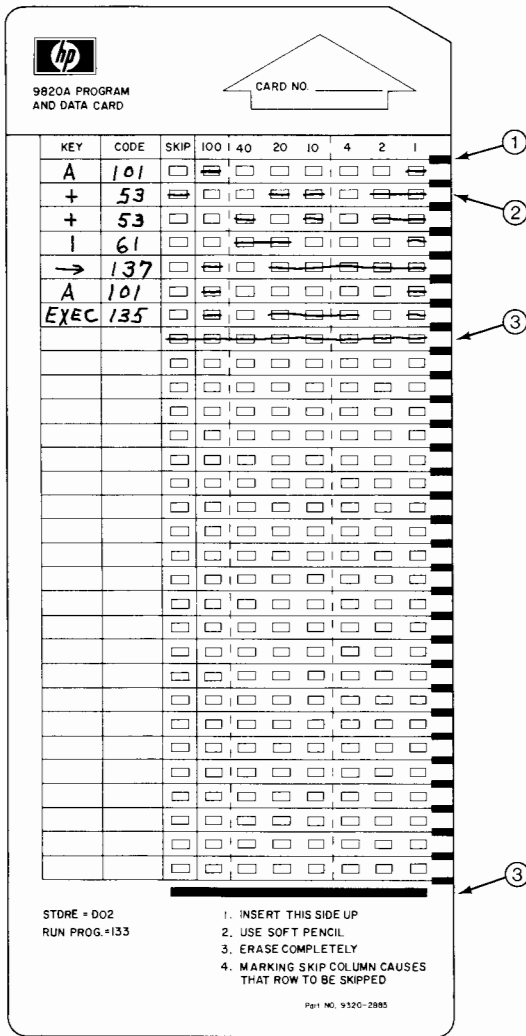 hp
9820A PROGRAM
AND DATA CARD
CARD NO.
KEY CODE SKIP 100 40 20 10 4 2 1
A 101
+ 53
+ 53
1 61
→ 137
A 101
EXEC 135
1
2
3
3
STORE = 002
RUN PROG.=133
1. INSERT THIS SIDE UP
2. USE SOFT PENCIL
3. ERASE COMPLETELY
4. MARKING SKIP COLUMN CAUSES
THAT ROW TO BE SKIPPED
Part NO. 9320-2885